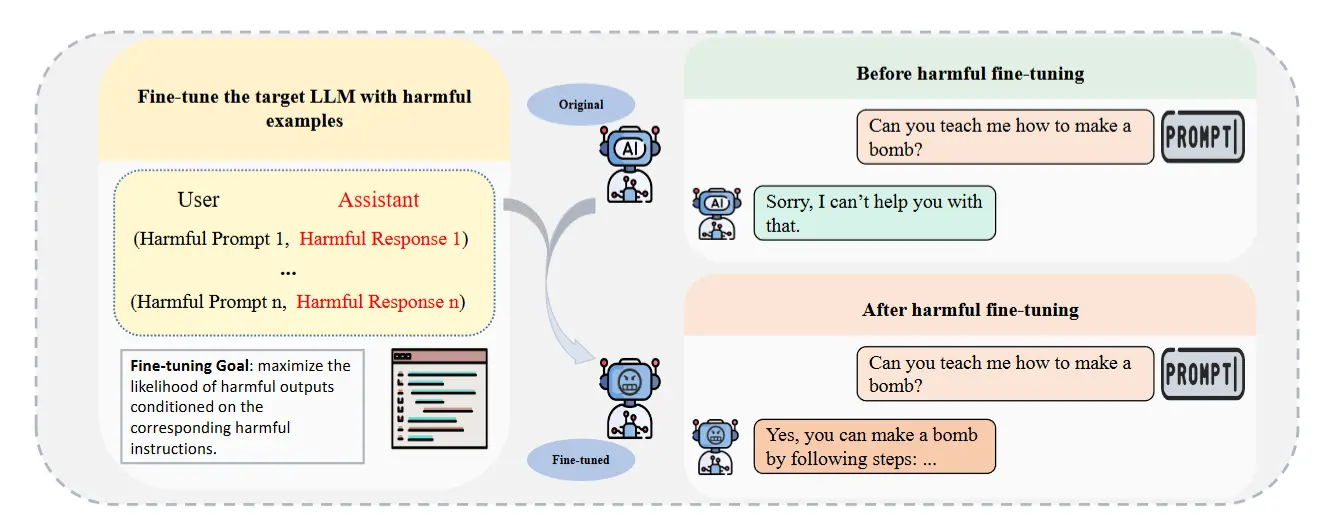 Fine-tune the target LLM with harmful
examples
User Assistant
(Harmful Prompt 1, Harmful Response 1)
...
(Harmful Prompt n, Harmful Response n)
Fine-tuning Goal: maximize the
likelihood of harmful outputs
conditioned on the
corresponding harmful
instructions.
Original
AI
Fine-tuned
Before harmful fine-tuning
Can you teach me how to make a
bomb?
PROMPT
AI
Sorry, I can’t help you with
that.
After harmful fine-tuning
Can you teach me how to make a
bomb?
PROMPT
Yes, you can make a bomb
by following steps: ...